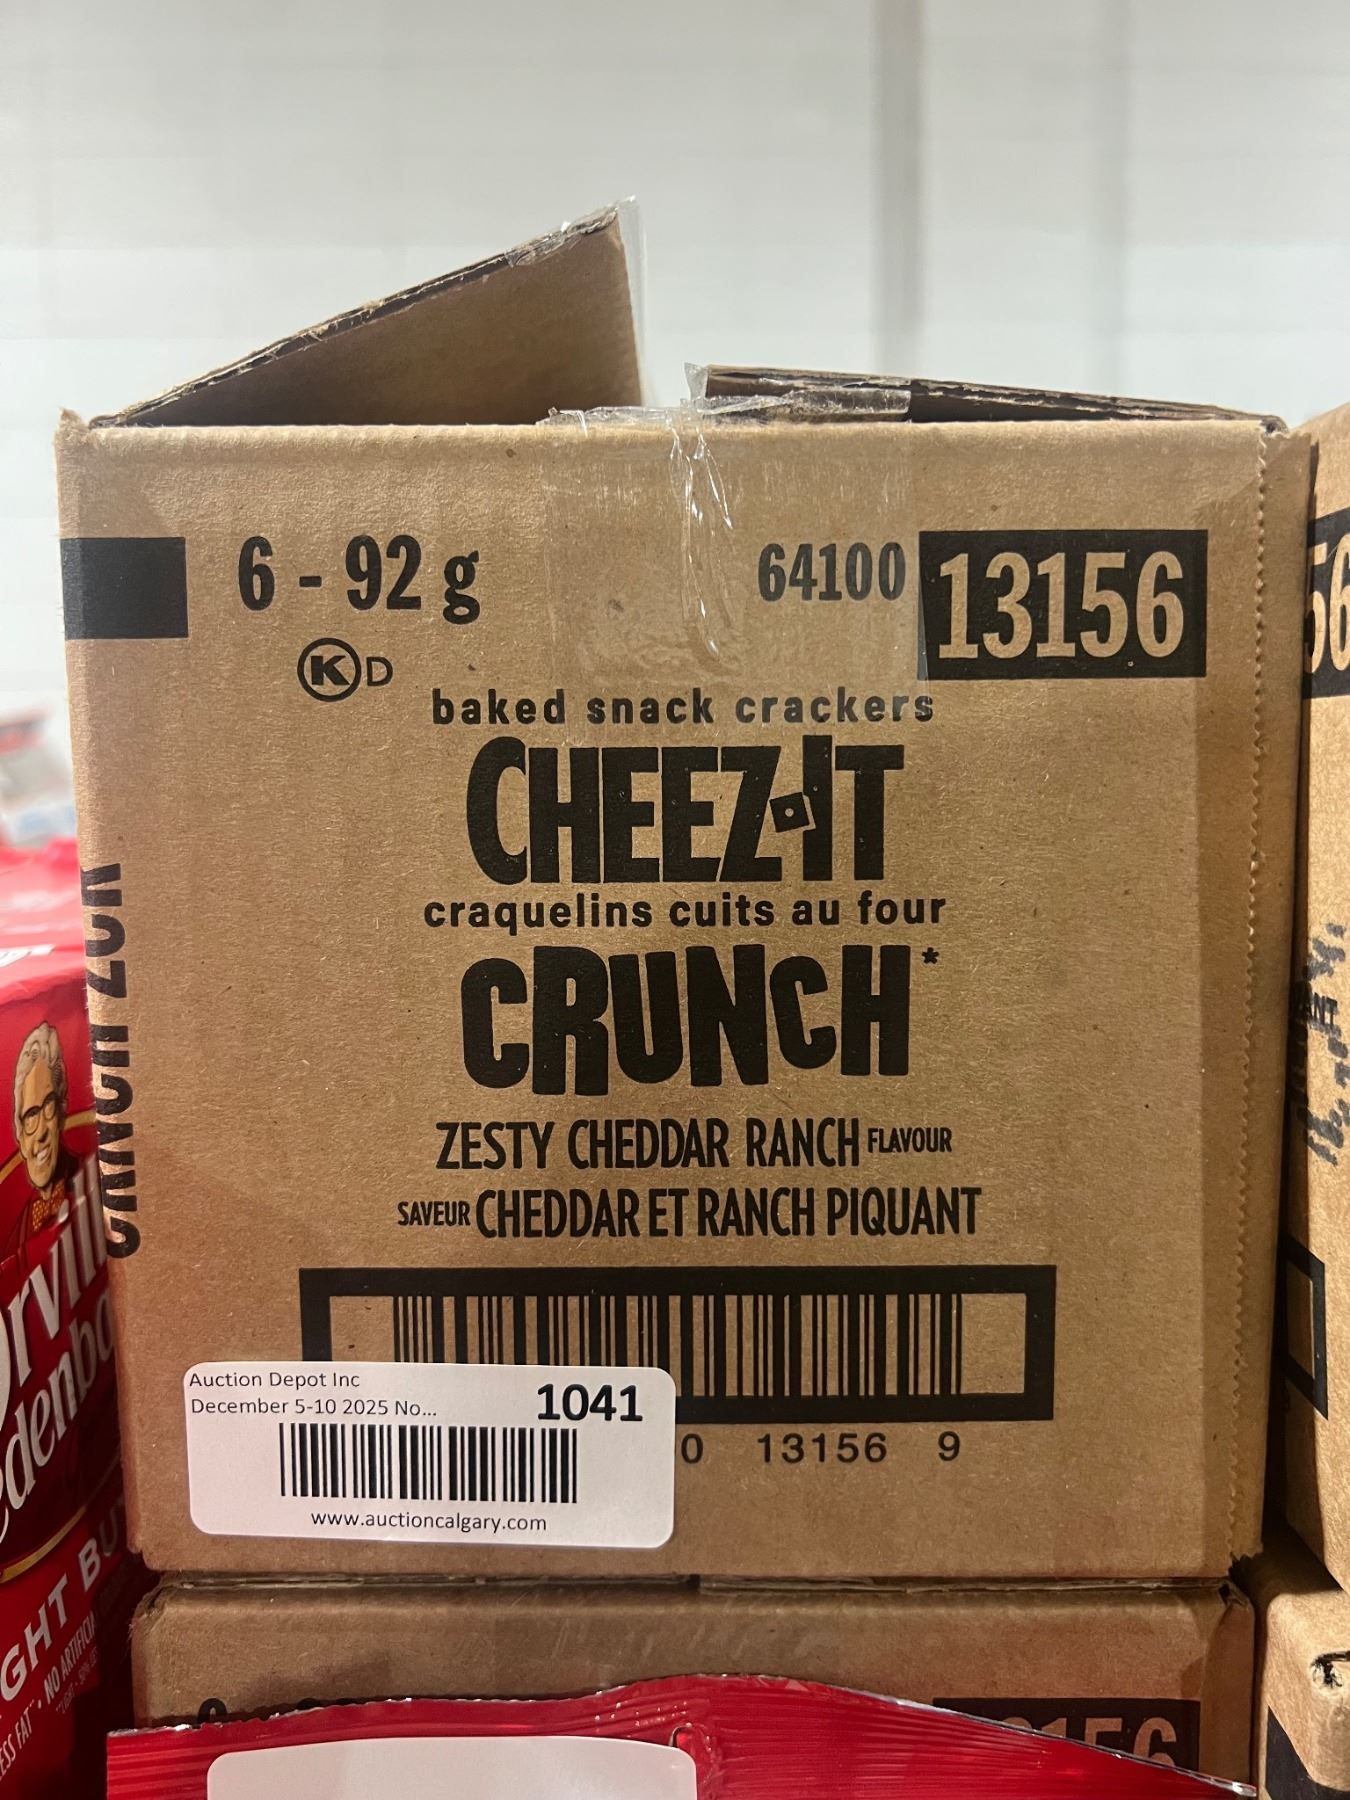 6 - 92 g
64100 13156
K D
baked snack crackers
CHEEZ-IT
craquelins cuits au four
CRUNCH*
ZESTY CHEDDAR RANCH FLAVOUR
SAVEUR CHEDDAR ET RANCH PIQUANT
Auction Depot Inc
December 5-10 2025 No...
1041
www.auctioncalgary.com
0 13156 9
NO ARTIFICIA